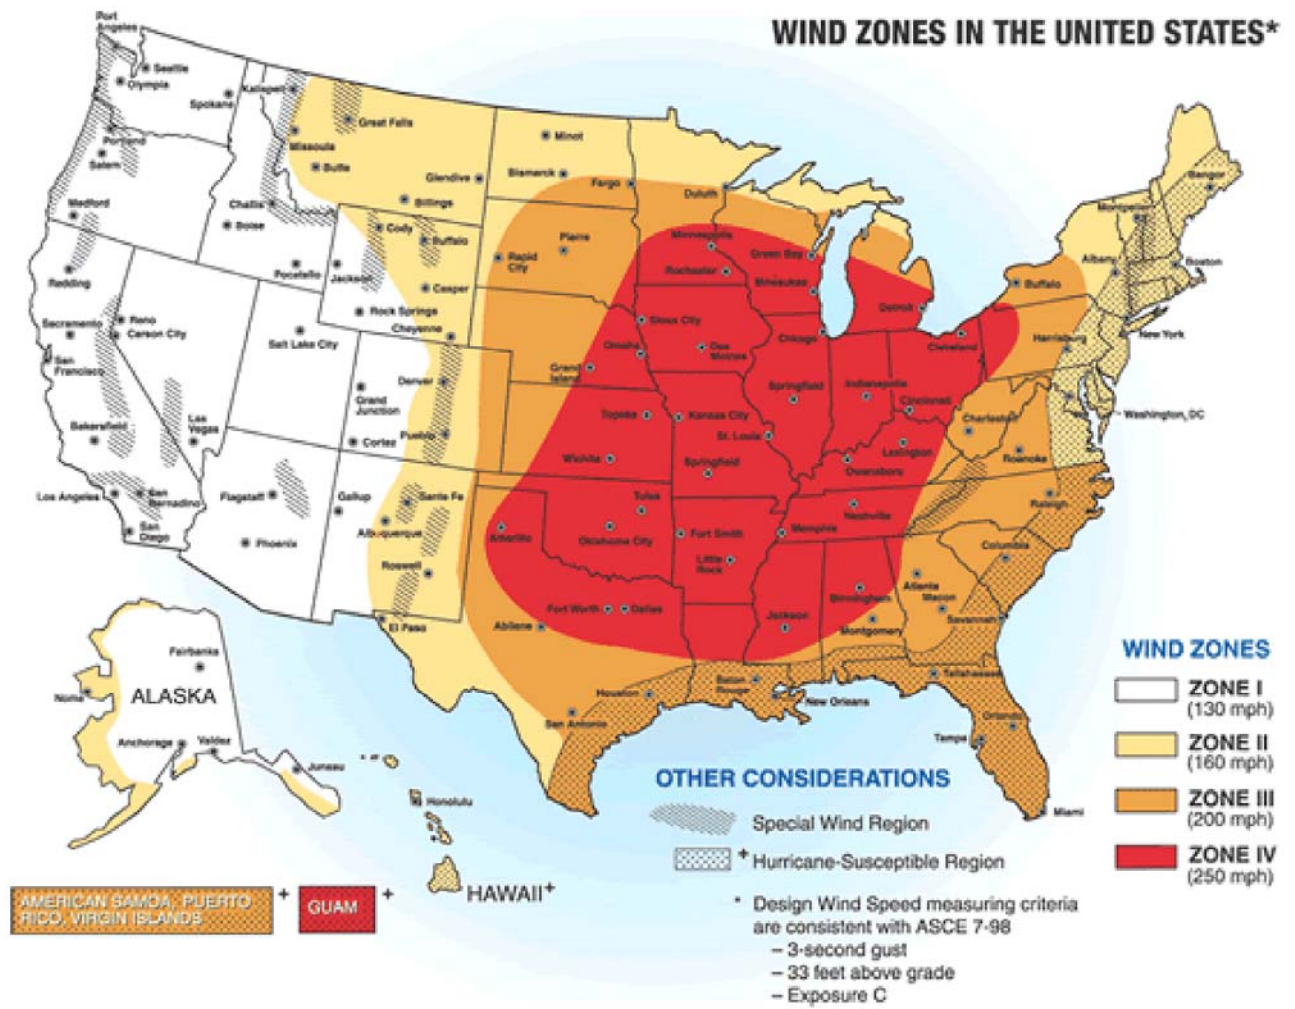 WIND ZONES IN THE UNITED STATES*
Port
Angeles
Seattle
Olympia
Spokane
Kalispell
Great Falls
Minot
Portland
Salem
Missoula
Butte
Glendive
Bismarck
Fargo
Duluth
Bangor
Medford
Challis
Boise
Billings
Cody
Buffalo
Pierre
Rapid
City
Minneapolis
Green Bay
Montpelier
Albany
Boston
Redding
Pocatello
Jackson
Casper
Rochester
Milwaukee
Detroit
Buffalo
Sacramento
Reno
Carson City
Salt Lake City
Rock Springs
Cheyenne
Sioux City
Omaha
Des
Moines
Chicago
Cleveland
Harrisburg
New York
San
Francisco
Grand
Junction
Denver
Grand
Island
Springfield
Indianapolis
Cincinnati
Charleston
Washington, DC
Bakersfield
Las
Vegas
Cortez
Pueblo
Topeka
Kansas City
St. Louis
Lexington
Owensboro
Roanoke
Los Angeles
San
Bernadino
Flagstaff
Gallup
Sante Fe
Wichita
Springfield
Tulsa
Nashville
Raleigh
San
Diego
Phoenix
Albuquerque
Amarillo
Oklahoma City
Fort Smith
Memphis
Columbia
Roswell
Little
Rock
Atlanta
Macon
Birmingham
El Paso
Abilene
Fort Worth
Dallas
Jackson
Montgomery
Savannah
Houston
Baton
Rouge
New Orleans
Tallahassee
San Antonio
Orlando
Tampa
Miami
Fairbanks
Nome
ALASKA
Anchorage
Valdez
Juneau
Honolulu
HAWAII+
AMERICAN SAMOA, PUERTO
RICO, VIRGIN ISLANDS
+
GUAM
+
WIND ZONES
ZONE I
(130 mph)
ZONE II
(160 mph)
ZONE III
(200 mph)
ZONE IV
(250 mph)
OTHER CONSIDERATIONS
Special Wind Region
+ Hurricane-Susceptible Region
* Design Wind Speed measuring criteria
are consistent with ASCE 7-98
– 3-second gust
– 33 feet above grade
– Exposure C